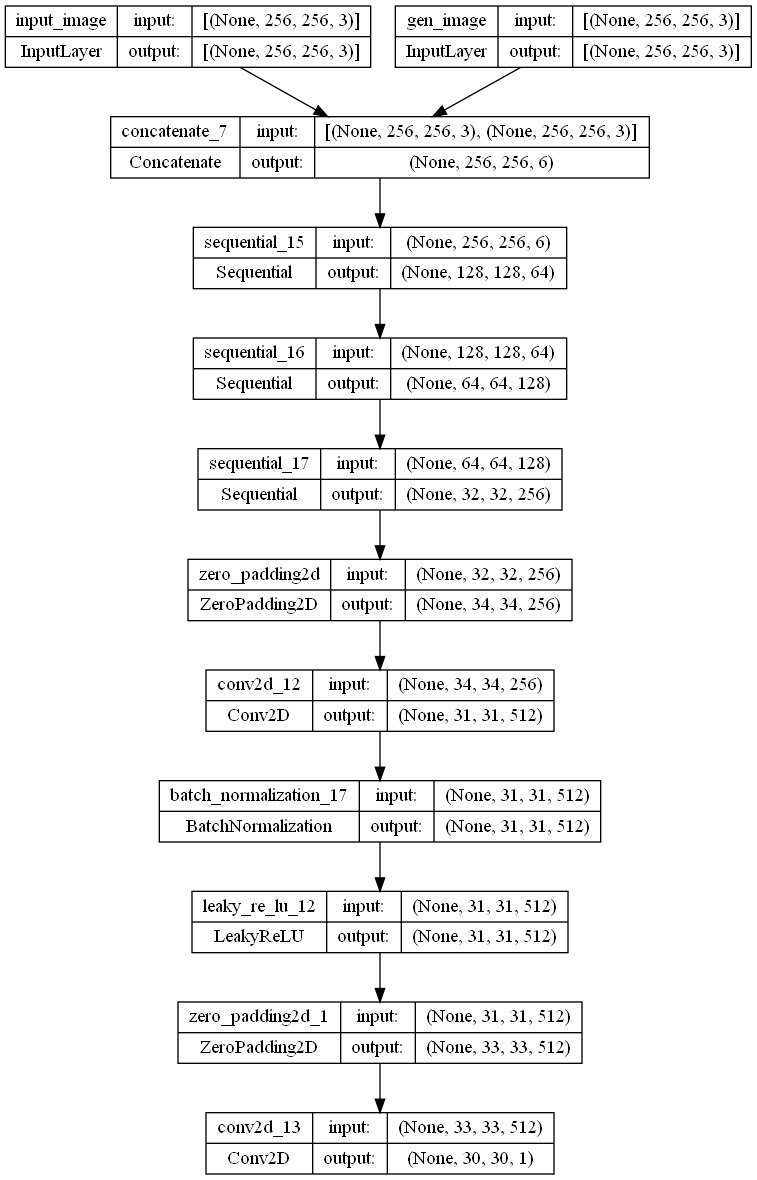 input_image input: [(None, 256, 256, 3)] gen_image input: [(None, 256, 256, 3)]
InputLayer output: [(None, 256, 256, 3)] InputLayer output: [(None, 256, 256, 3)]
concatenate_7 input: [(None, 256, 256, 3), (None, 256, 256, 3)]
Concatenate output: (None, 256, 256, 6)
sequential_15 input: (None, 256, 256, 6)
Sequential output: (None, 128, 128, 64)
sequential_16 input: (None, 128, 128, 64)
Sequential output: (None, 64, 64, 128)
sequential_17 input: (None, 64, 64, 128)
Sequential output: (None, 32, 32, 256)
zero_padding2d input: (None, 32, 32, 256)
ZeroPadding2D output: (None, 34, 34, 256)
conv2d_12 input: (None, 34, 34, 256)
Conv2D output: (None, 31, 31, 512)
batch_normalization_17 input: (None, 31, 31, 512)
BatchNormalization output: (None, 31, 31, 512)
leaky_re_lu_12 input: (None, 31, 31, 512)
LeakyReLU output: (None, 31, 31, 512)
zero_padding2d_1 input: (None, 31, 31, 512)
ZeroPadding2D output: (None, 33, 33, 512)
conv2d_13 input: (None, 33, 33, 512)
Conv2D output: (None, 30, 30, 1)